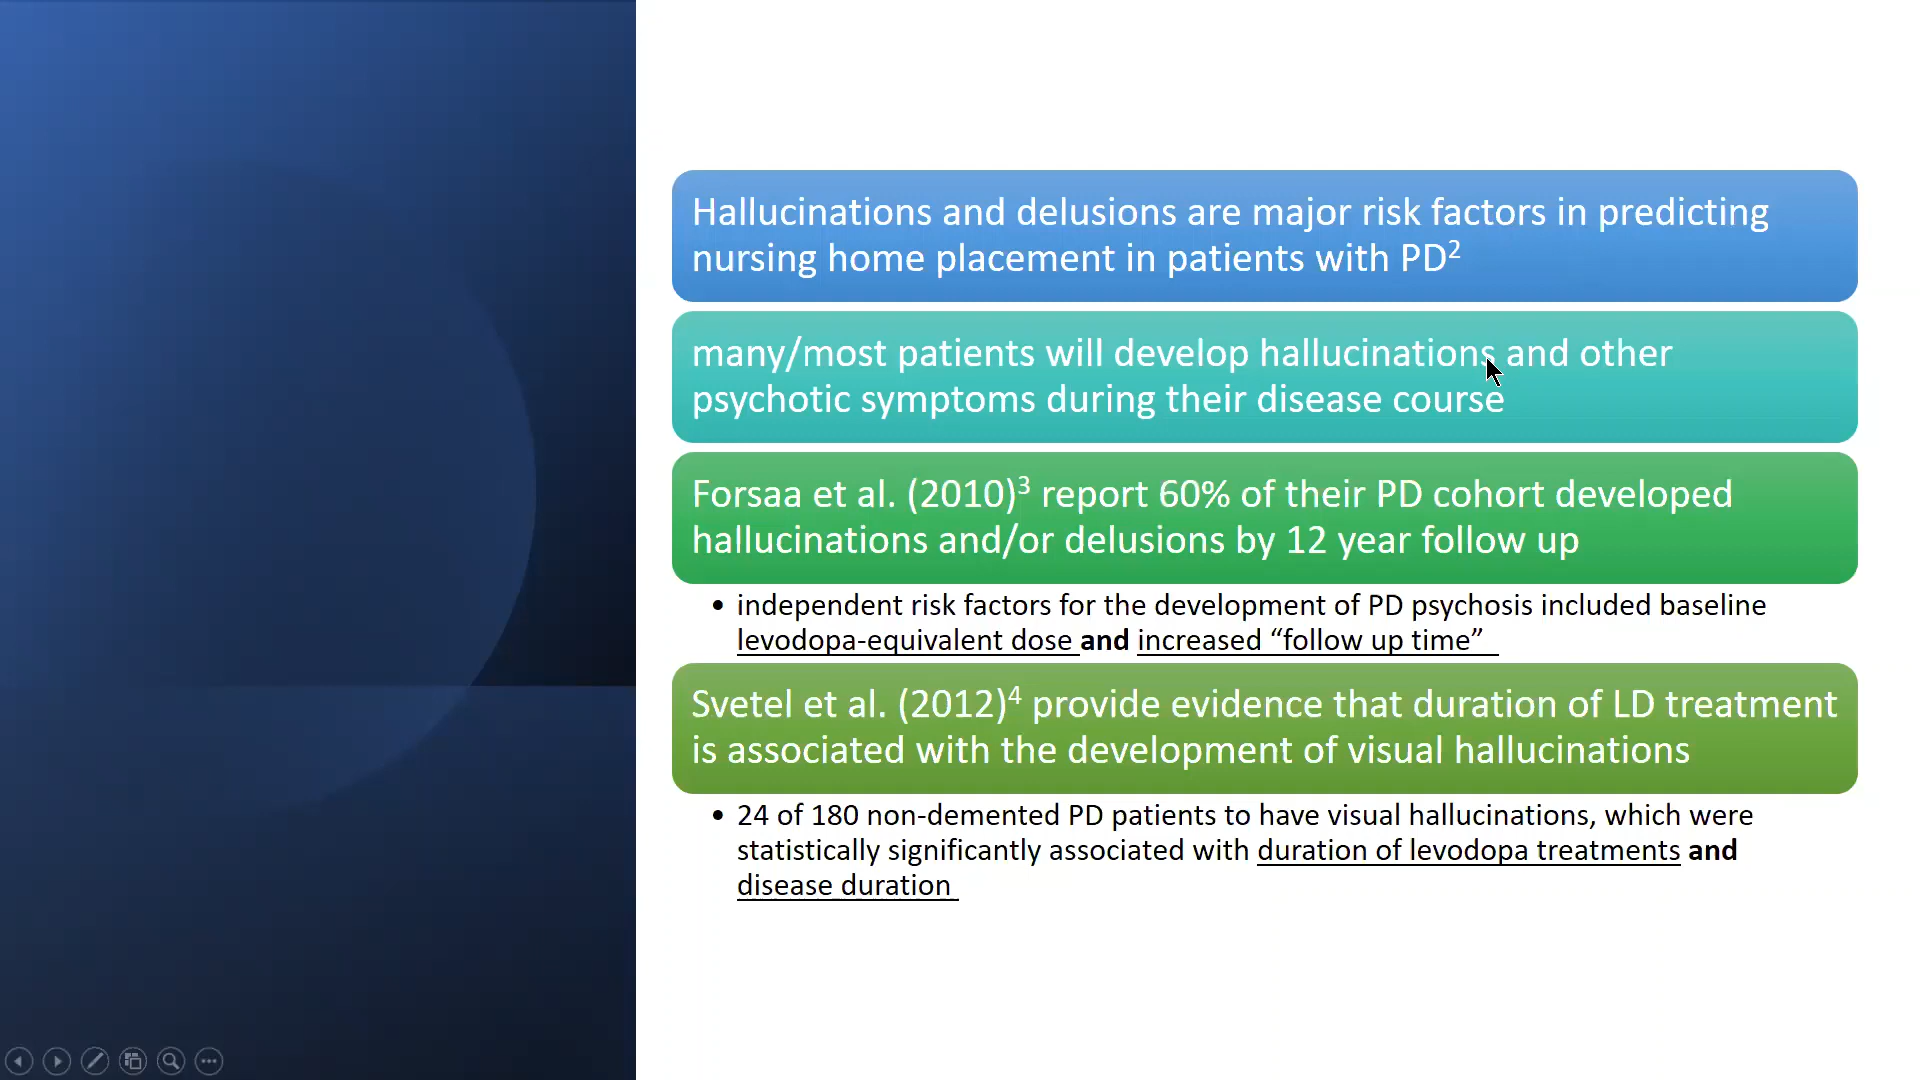 Hallucinations and delusions are major risk factors in predicting
nursing home placement in patients with PD²
many/most patients will develop hallucinations and other
psychotic symptoms during their disease course
Forsaa et al. (2010)³ report 60% of their PD cohort developed
hallucinations and/or delusions by 12 year follow up
• independent risk factors for the development of PD psychosis included baseline
levodopa-equivalent dose and increased “follow up time”
Svetel et al. (2012)⁴ provide evidence that duration of LD treatment
is associated with the development of visual hallucinations
• 24 of 180 non-demented PD patients to have visual hallucinations, which were
statistically significantly associated with duration of levodopa treatments and
disease duration